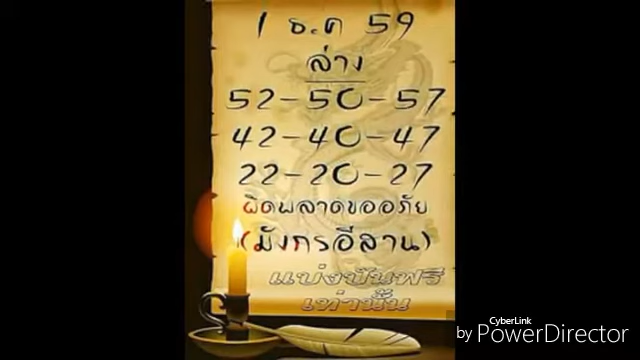 1 ธ.ค 59
ล่าง
52-50-57
42-40-47
22-20-27
ผิดพลาดขออภัย
(มังกรอีสาน)
แบ่งปันฟรี
เท่านั้น
CyberLink
by PowerDirector